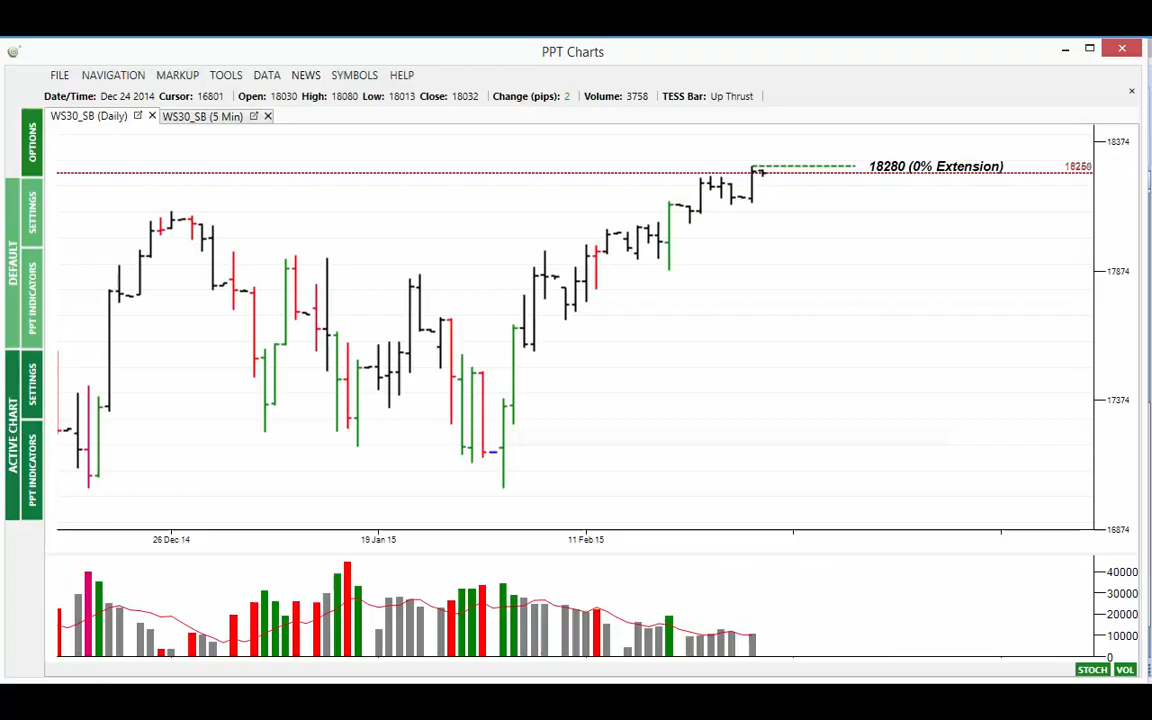 PPT Charts
FILE NAVIGATION MARKUP TOOLS DATA NEWS SYMBOLS HELP
Date/Time: Dec 24 2014 Cursor: 16801 Open: 18030 High: 18080 Low: 18013 Close: 18032 Change (pips): 2 Volume: 3758 TESS Bar: Up Thrust
WS30_SB (Daily) WS30_SB (5 Min)
OPTIONS
DEFAULT
SETTINGS
PPT INDICATORS
ACTIVE CHART
SETTINGS
PPT INDICATORS
18280 (0% Extension)
18374
17874
17374
16874
26 Dec 14 19 Jan 15 11 Feb 15
40000
30000
20000
10000
0
STOCH VOL